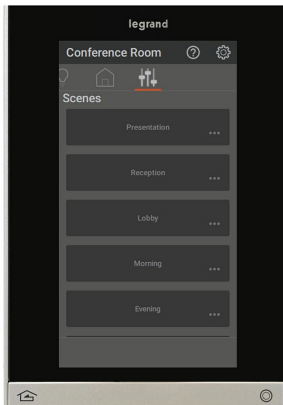 legrand
Conference Room
Scenes
Presentation
Reception
Lobby
Morning
Evening